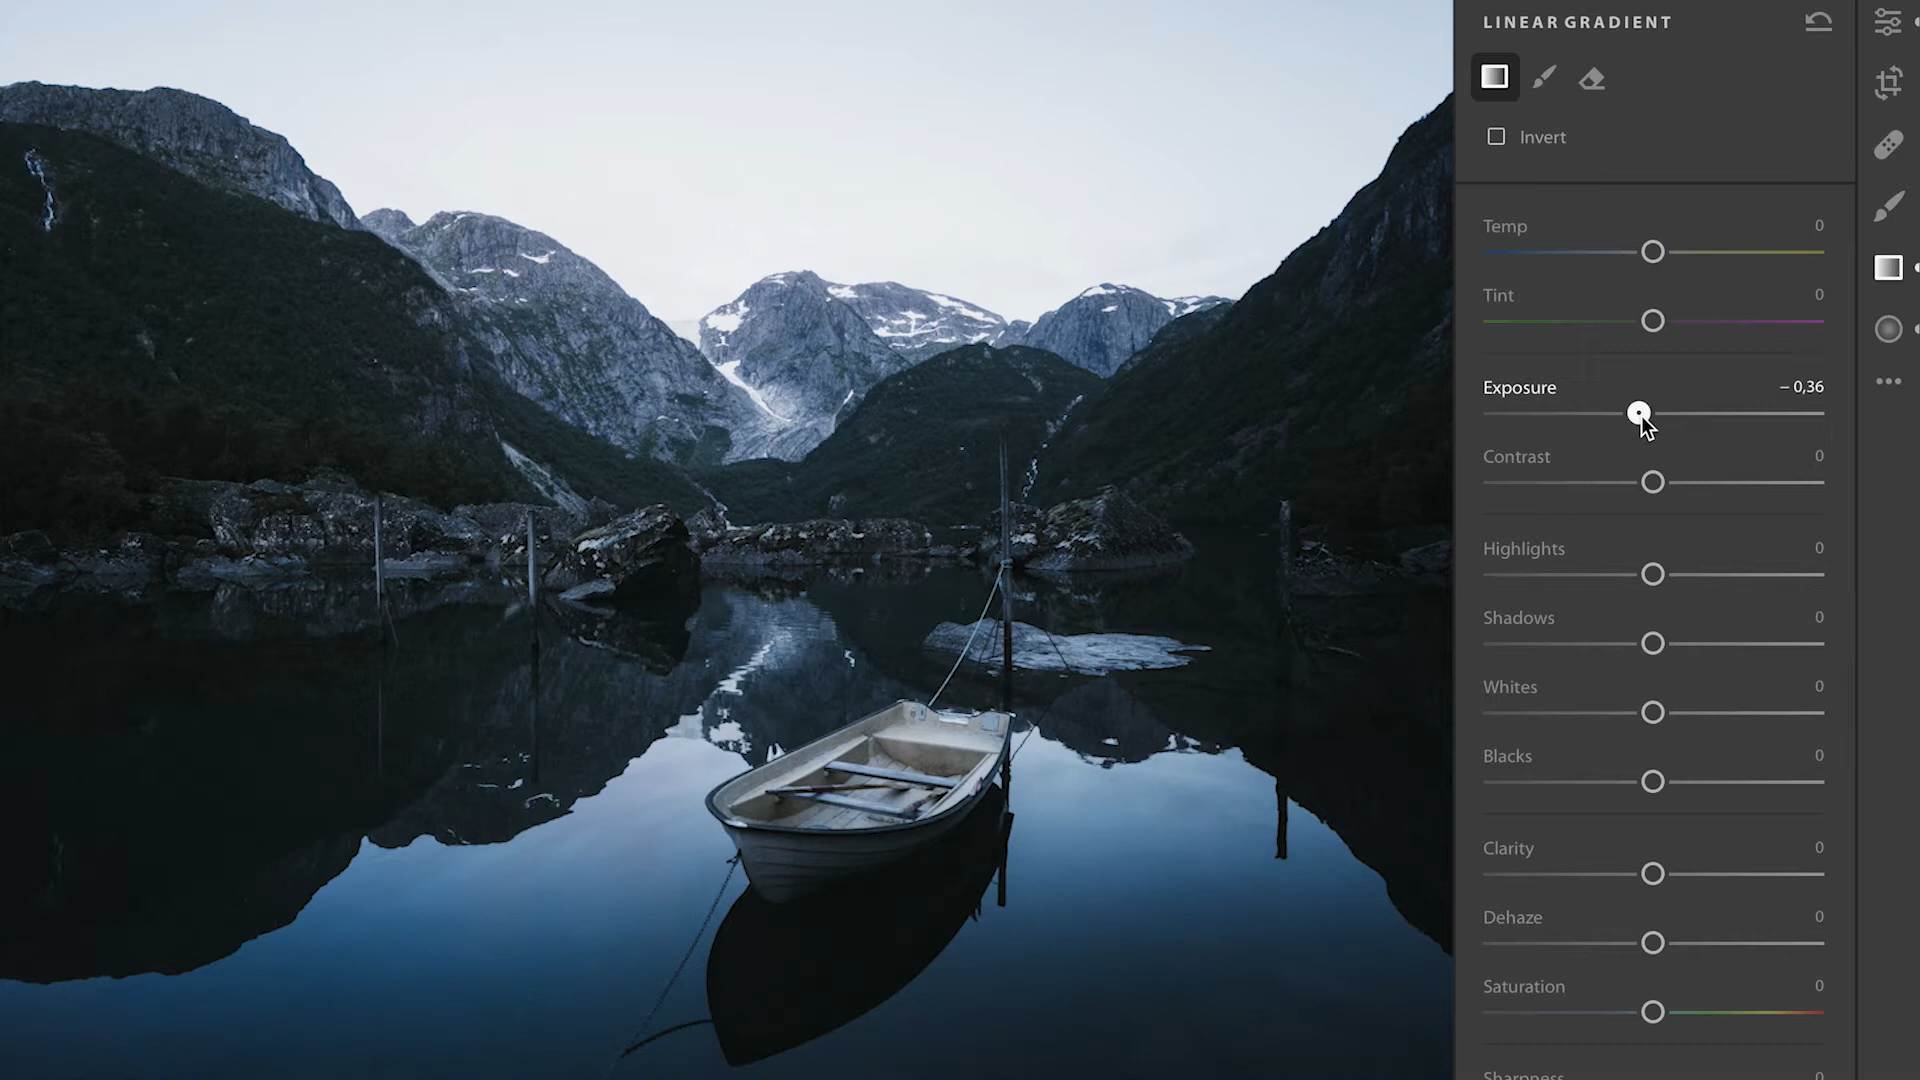 LINEAR GRADIENT
Invert
Temp 0
Tint 0
Exposure – 0,36
Contrast 0
Highlights 0
Shadows 0
Whites 0
Blacks 0
Clarity 0
Dehaze 0
Saturation 0
Sharpness 0